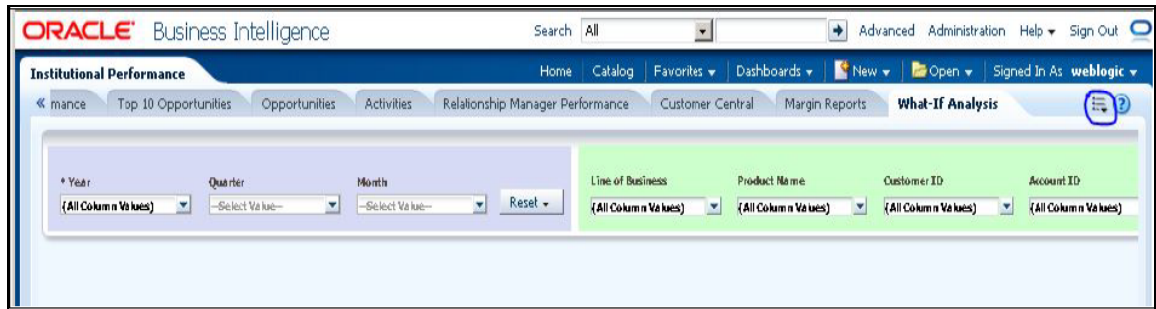 ORACLE Business Intelligence
Search All Advanced Administration Help Sign Out
Institutional Performance
Home Catalog Favorites Dashboards New Open Signed In As weblogic
« mance Top 10 Opportunities Opportunities Activities Relationship Manager Performance Customer Central Margin Reports What-If Analysis ?
* Year Quarter Month Line of Business Product Name Customer ID Account ID
(All Column Values) --Select Value-- --Select Value-- Reset (All Column Values) (All Column Values) (All Column Values) (All Column Values)